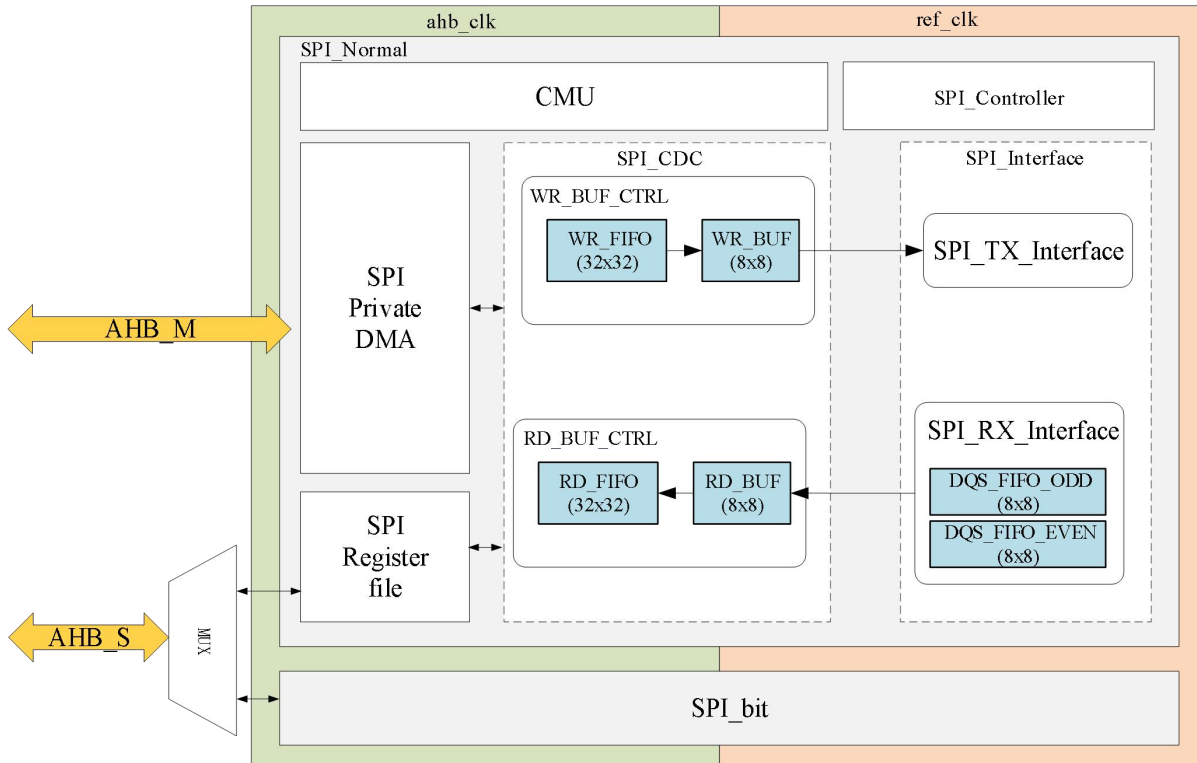 ahb_clk
ref_clk
SPI_Normal
CMU
SPI_Controller
SPI_CDC
SPI_Interface
WR_BUF_CTRL
WR_FIFO
(32x32)
WR_BUF
(8x8)
SPI_TX_Interface
SPI
Private
DMA
AHB_M
RD_BUF_CTRL
RD_FIFO
(32x32)
RD_BUF
(8x8)
SPI_RX_Interface
DQS_FIFO_ODD
(8x8)
DQS_FIFO_EVEN
(8x8)
SPI
Register
file
AHB_S
MUX
SPI_bit